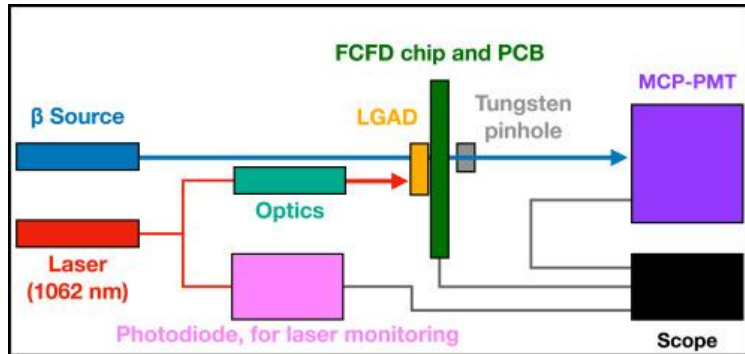 FCFD chip and PCB
MCP-PMT
β Source
LGAD
Tungsten
pinhole
Optics
Laser
(1062 nm)
Photodiode, for laser monitoring
Scope